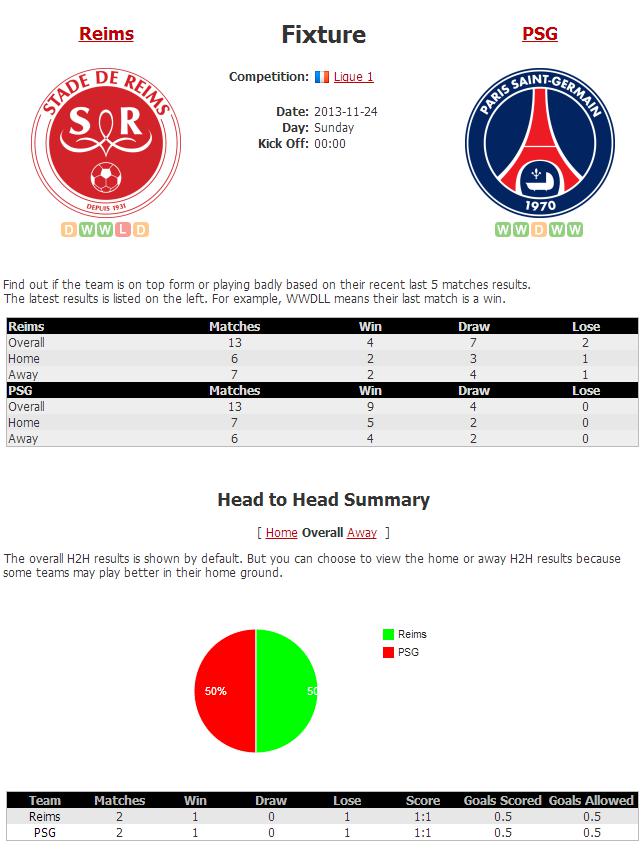 Reims
Fixture
PSG
Competition: Ligue 1
Date: 2013-11-24
Day: Sunday
Kick Off: 00:00
STADE DE REIMS
S R
DEPUIS 1931
PARIS SAINT-GERMAIN
1970
D W W L D
W W D W W
Find out if the team is on top form or playing badly based on their recent last 5 matches results.
The latest results is listed on the left. For example, WWDLL means their last match is a win.
Reims Matches Win Draw Lose
Overall 13 4 7 2
Home 6 2 3 1
Away 7 2 4 1
PSG Matches Win Draw Lose
Overall 13 9 4 0
Home 7 5 2 0
Away 6 4 2 0
Head to Head Summary
[ Home Overall Away ]
The overall H2H results is shown by default. But you can choose to view the home or away H2H results because
some teams may play better in their home ground.
Reims
PSG
50% 50
Team Matches Win Draw Lose Score Goals Scored Goals Allowed
Reims 2 1 0 1 1:1 0.5 0.5
PSG 2 1 0 1 1:1 0.5 0.5